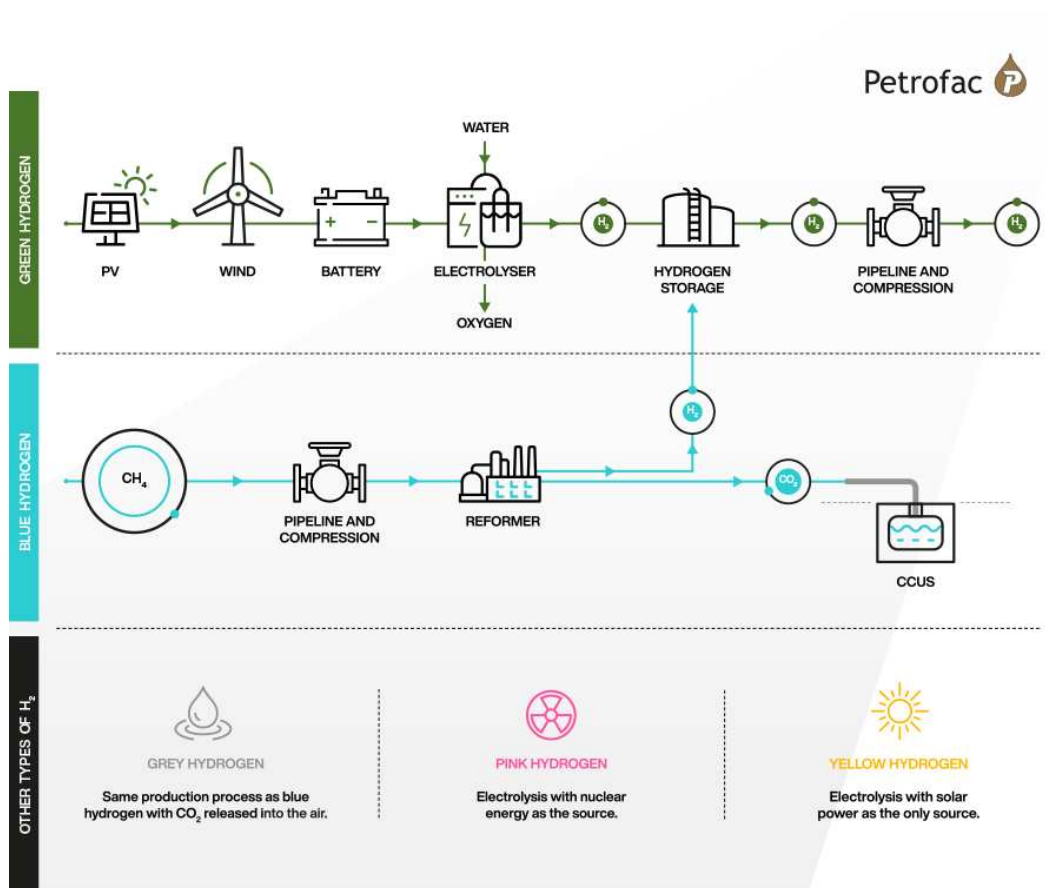 Petrofac
GREEN HYDROGEN
WATER
H₂
H₂
H₂
PV
WIND
BATTERY
ELECTROLYSER
HYDROGEN
STORAGE
PIPELINE AND
COMPRESSION
OXYGEN
BLUE HYDROGEN
H₂
CH₄
CO₂
PIPELINE AND
COMPRESSION
REFORMER
CCUS
OTHER TYPES OF H₂
GREY HYDROGEN
Same production process as blue
hydrogen with CO₂ released into the air.
PINK HYDROGEN
Electrolysis with nuclear
energy as the source.
YELLOW HYDROGEN
Electrolysis with solar
power as the only source.